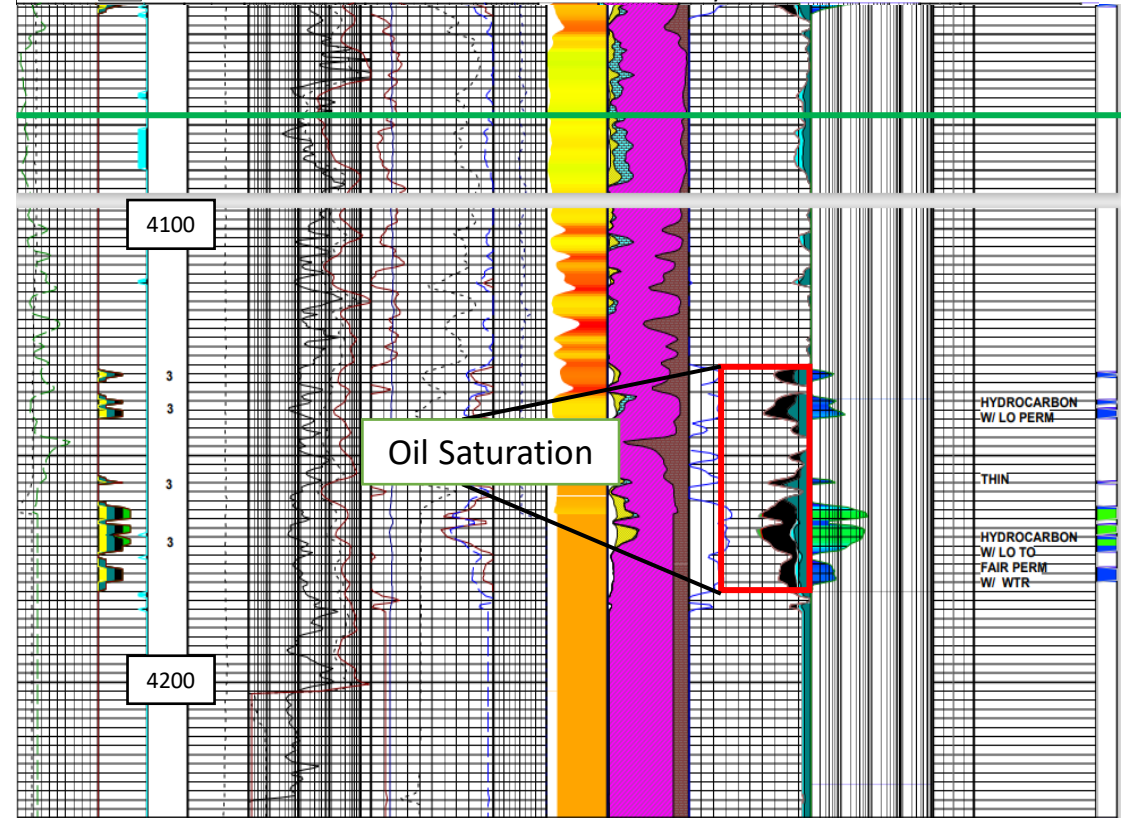 4100
3
3
HYDROCARBON
W/ LO PERM
Oil Saturation
3
THIN
3
HYDROCARBON
W/ LO TO
FAIR PERM
W/ WTR
4200